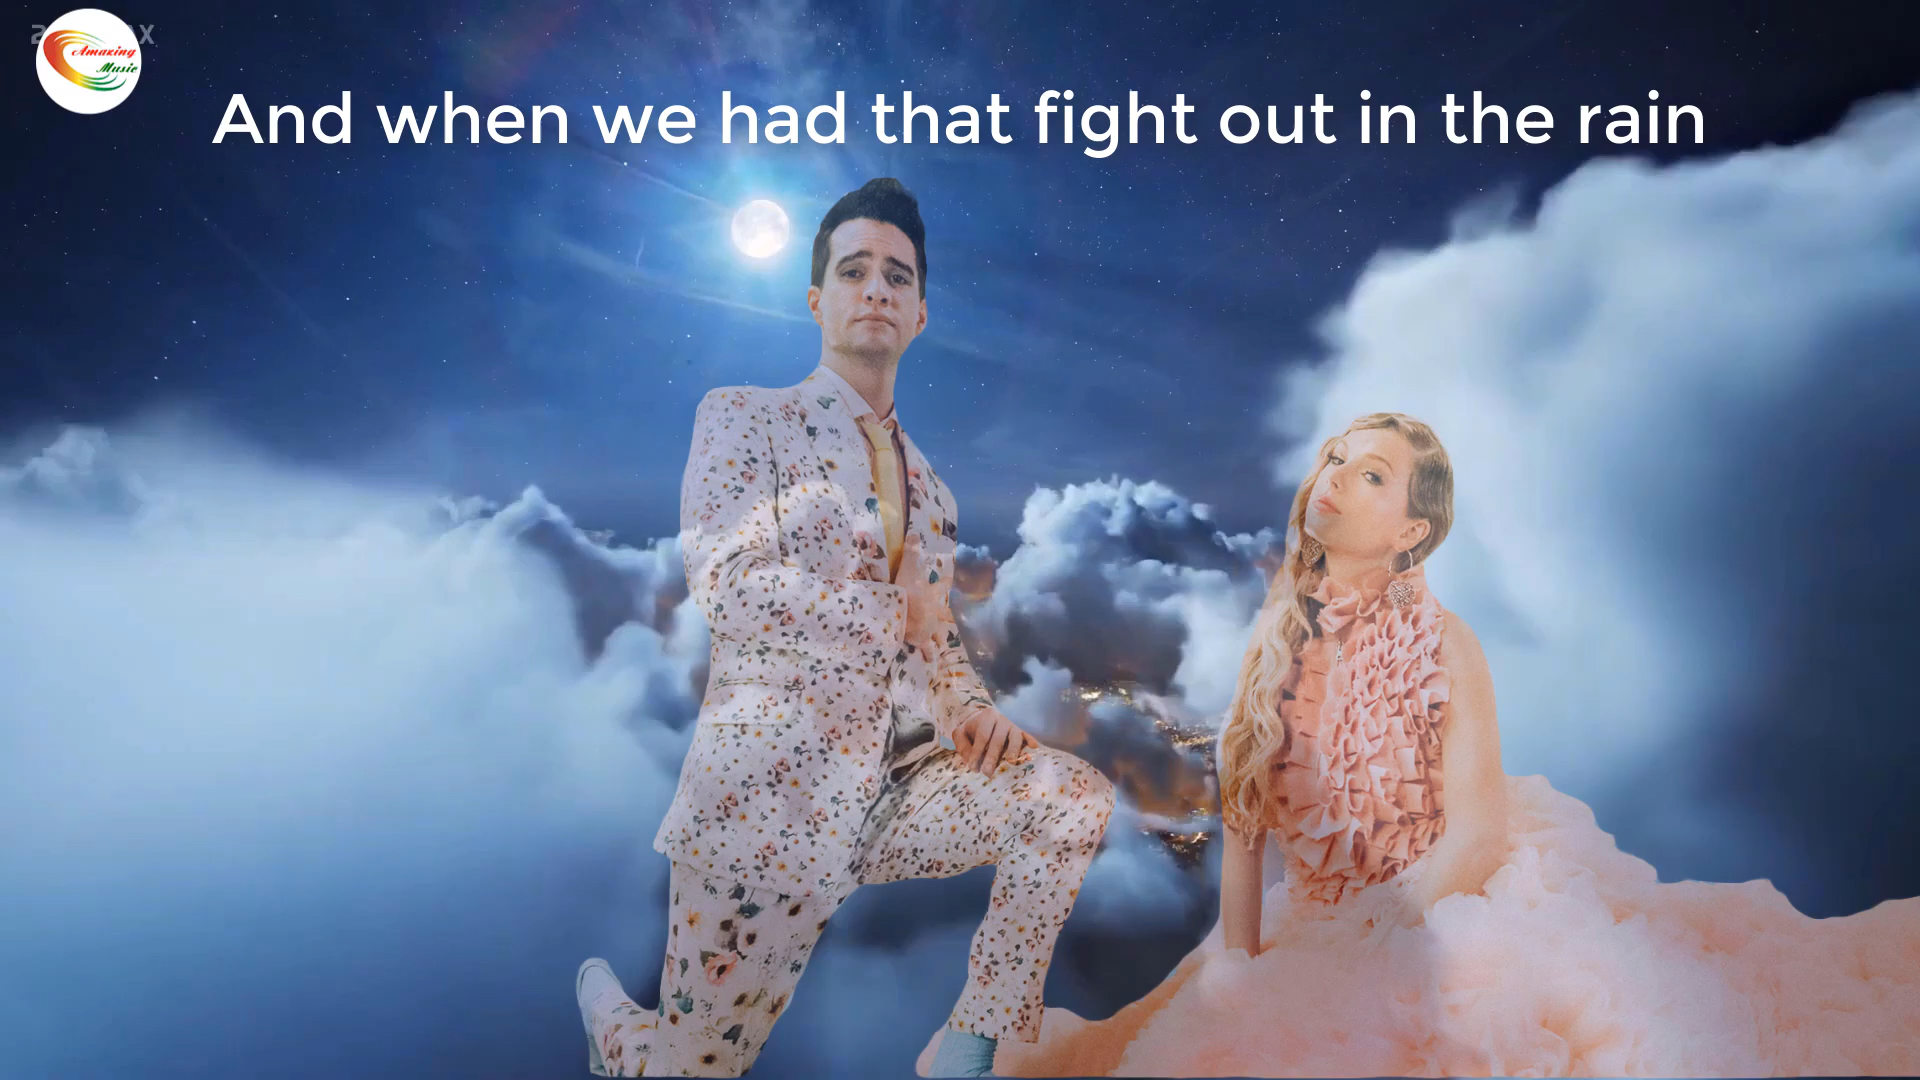 Amazing
Music
And when we had that fight out in the rain